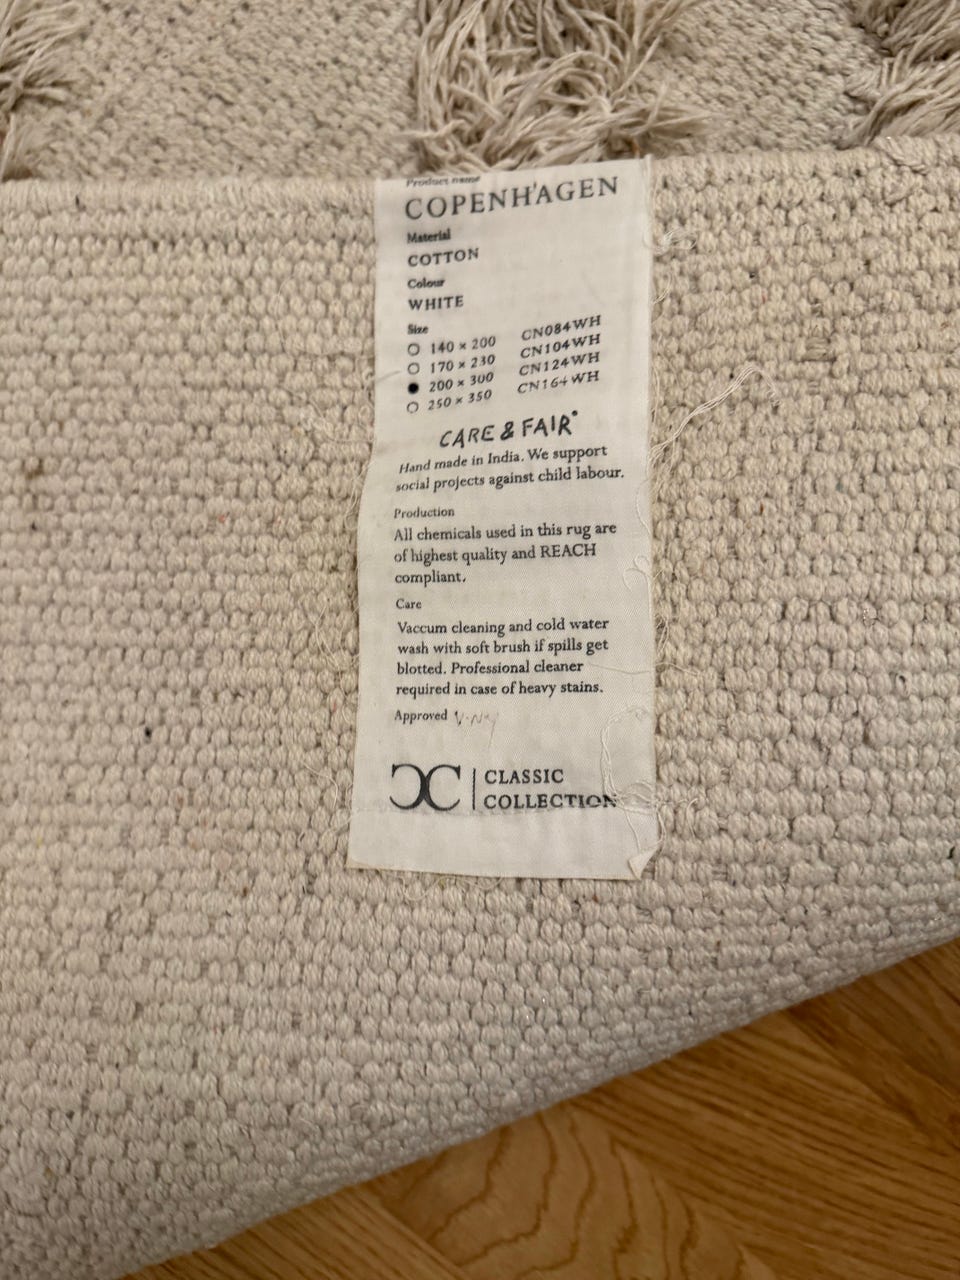 Product name
COPENHAGEN
Material
COTTON
Colour
WHITE
Size
140 × 200 CN084WH
170 × 230 CN104WH
200 × 300 CN124WH
250 × 350 CN164WH
CARE & FAIR®
Hand made in India. We support
social projects against child labour.
Production
All chemicals used in this rug are
of highest quality and REACH
compliant.
Care
Vaccum cleaning and cold water
wash with soft brush if spills get
blotted. Professional cleaner
required in case of heavy stains.
Approved
CC | CLASSIC
COLLECTION